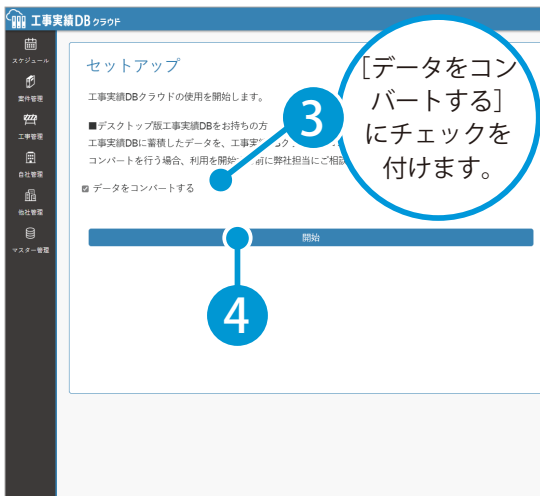 工事実績DBクラウド
スケジュール
案件管理
工事管理
自社管理
他社管理
マスター管理
セットアップ
工事実績DBクラウドの使用を開始します。
■デスクトップ版工事実績DBをお持ちの方
工事実績DBに蓄積したデータを、工事実
コンバートを行う場合、利用を開始 前に弊社担当にご相談
データをコンバートする
開始
3
[データをコン
バートする]
にチェックを
付けます。
4